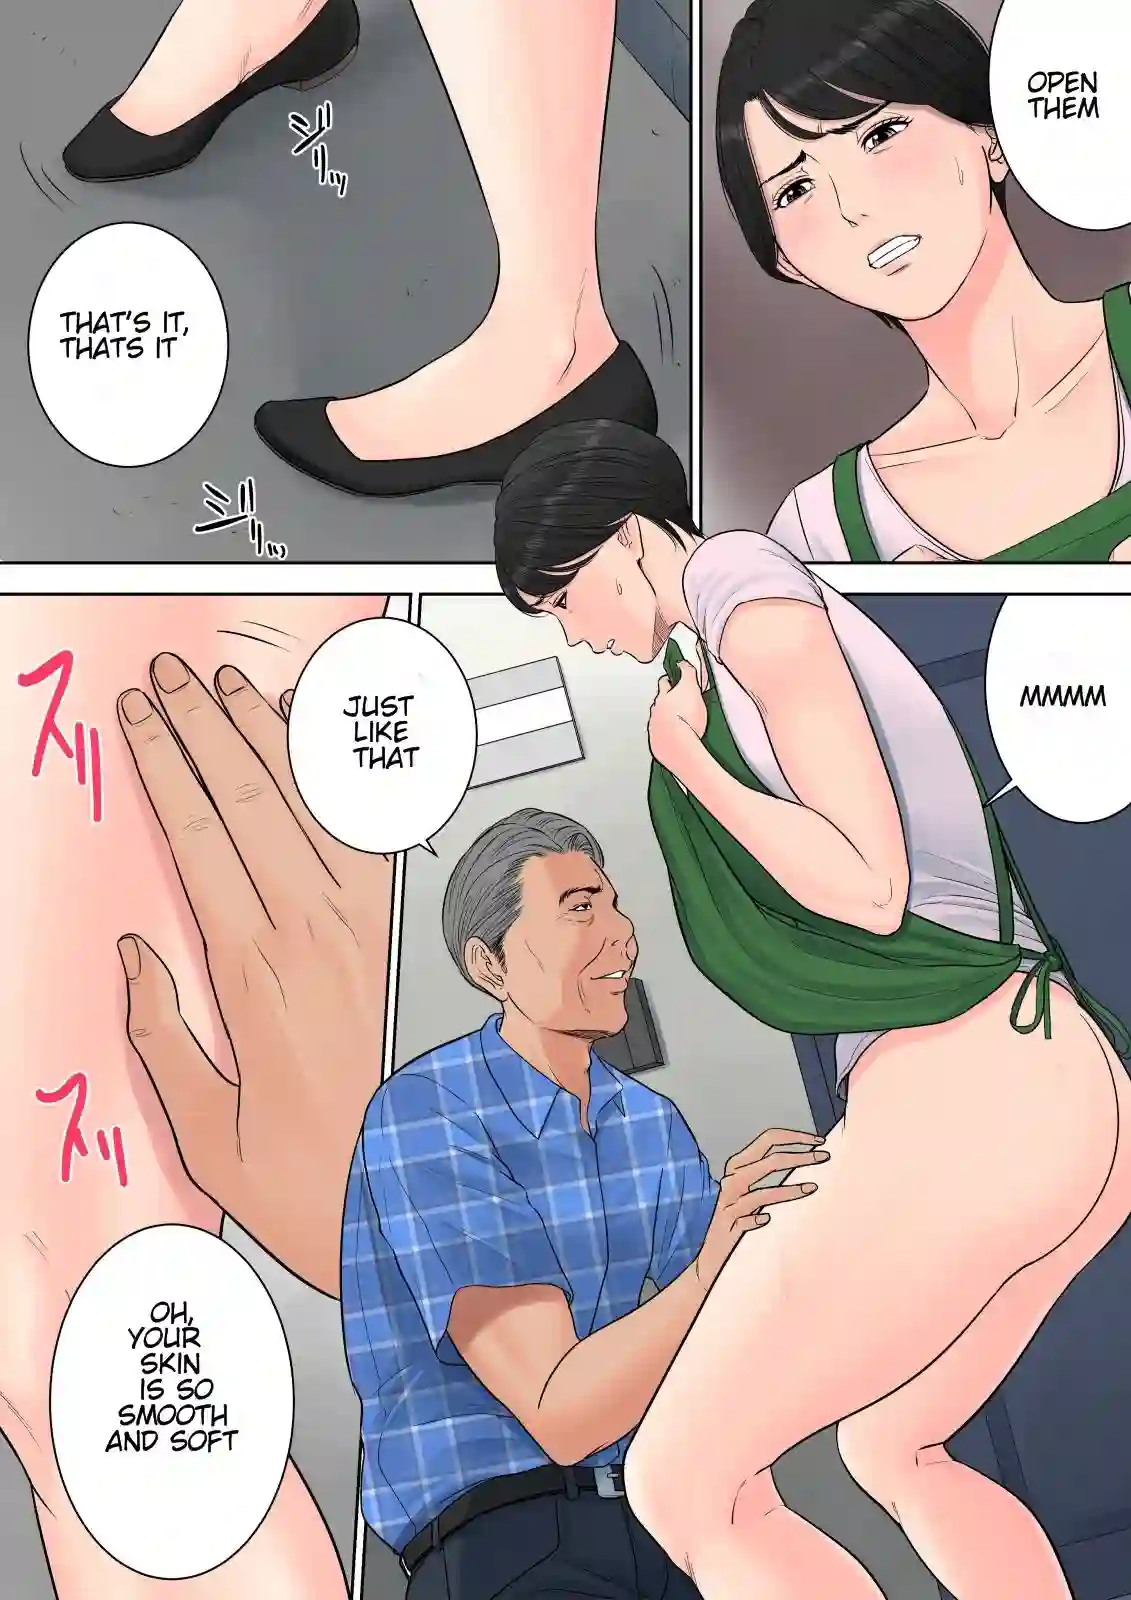 OPEN
THEM
THAT'S IT,
THATS IT
ジリッ
ジリッ
MMMM
JUST
LIKE
THAT
スリ
スリ
OH,
YOUR
SKIN
IS SO
SMOOTH
AND SOFT